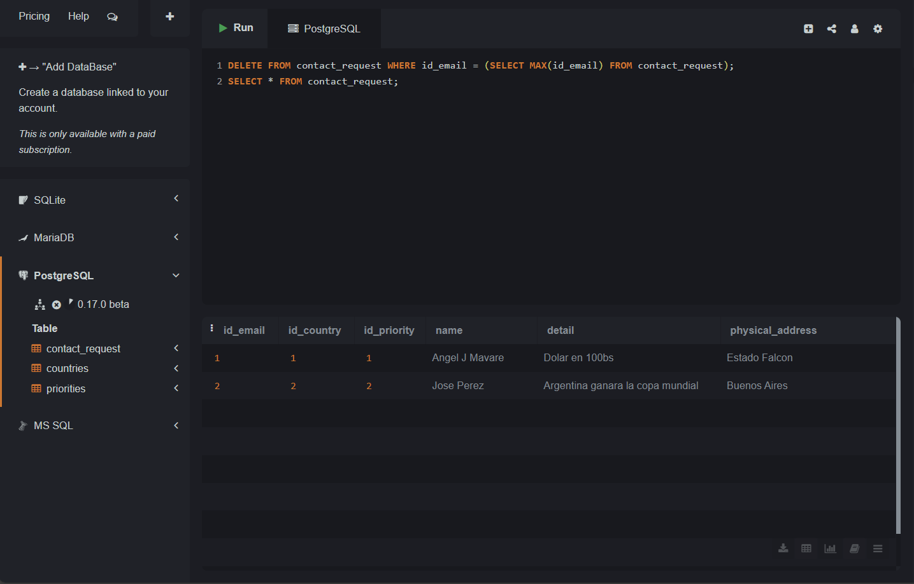 Pricing Help
Run
PostgreSQL
+ → "Add DataBase"
Create a database linked to your
account.
This is only available with a paid
subscription.
1 DELETE FROM contact_request WHERE id_email = (SELECT MAX(id_email) FROM contact_request);
2 SELECT * FROM contact_request;
SQLite
MariaDB
PostgreSQL
0.17.0 beta
Table
contact_request
countries
priorities
MS SQL
id_email id_country id_priority name detail physical_address
1 1 1 Angel J Mavare Dolar en 100bs Estado Falcon
2 2 2 Jose Perez Argentina ganara la copa mundial Buenos Aires